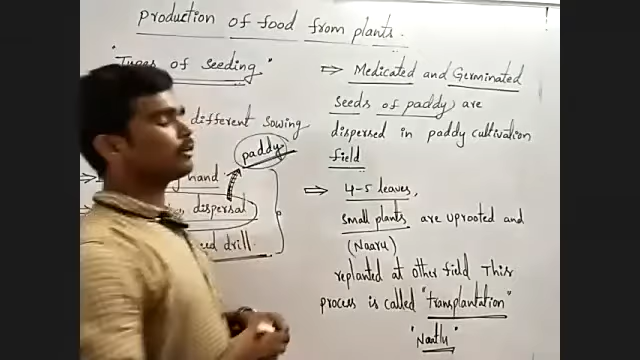 production of food from plants.
"Types of seeding"
different sowing
paddy
hand
dispersal
seed drill.
⇒ Medicated and Germinated
seeds of paddy are
dispersed in paddy cultivation
field
⇒ 4-5 leaves,
small plants are uprooted and
(Naaru)
replanted at other field This
process is called "transplantation"
"Naatlu"